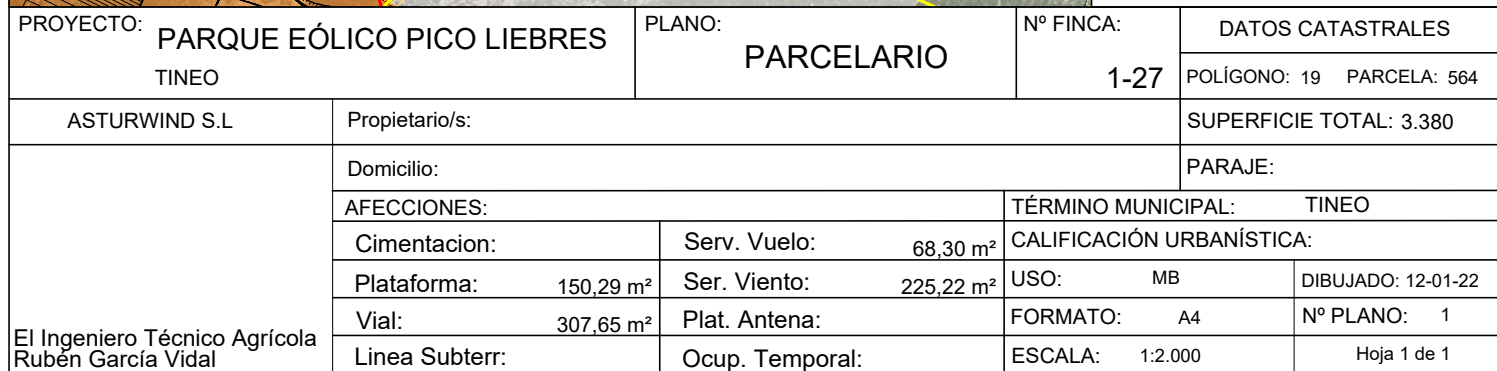 PROYECTO: PARQUE EÓLICO PICO LIEBRES
TINEO
PLANO:
PARCELARIO
Nº FINCA:
1-27
DATOS CATASTRALES
POLÍGONO: 19 PARCELA: 564
ASTURWIND S.L
Propietario/s:
SUPERFICIE TOTAL: 3.380
Domicilio:
PARAJE:
AFECCIONES:
TÉRMINO MUNICIPAL: TINEO
Cimentacion:
Serv. Vuelo: 68,30 m²
CALIFICACIÓN URBANÍSTICA:
Plataforma: 150,29 m²
Ser. Viento: 225,22 m²
USO: MB
DIBUJADO: 12-01-22
Vial: 307,65 m²
Plat. Antena:
FORMATO: A4
Nº PLANO: 1
El Ingeniero Técnico Agrícola
Rubén García Vidal
Linea Subterr:
Ocup. Temporal:
ESCALA: 1:2.000
Hoja 1 de 1